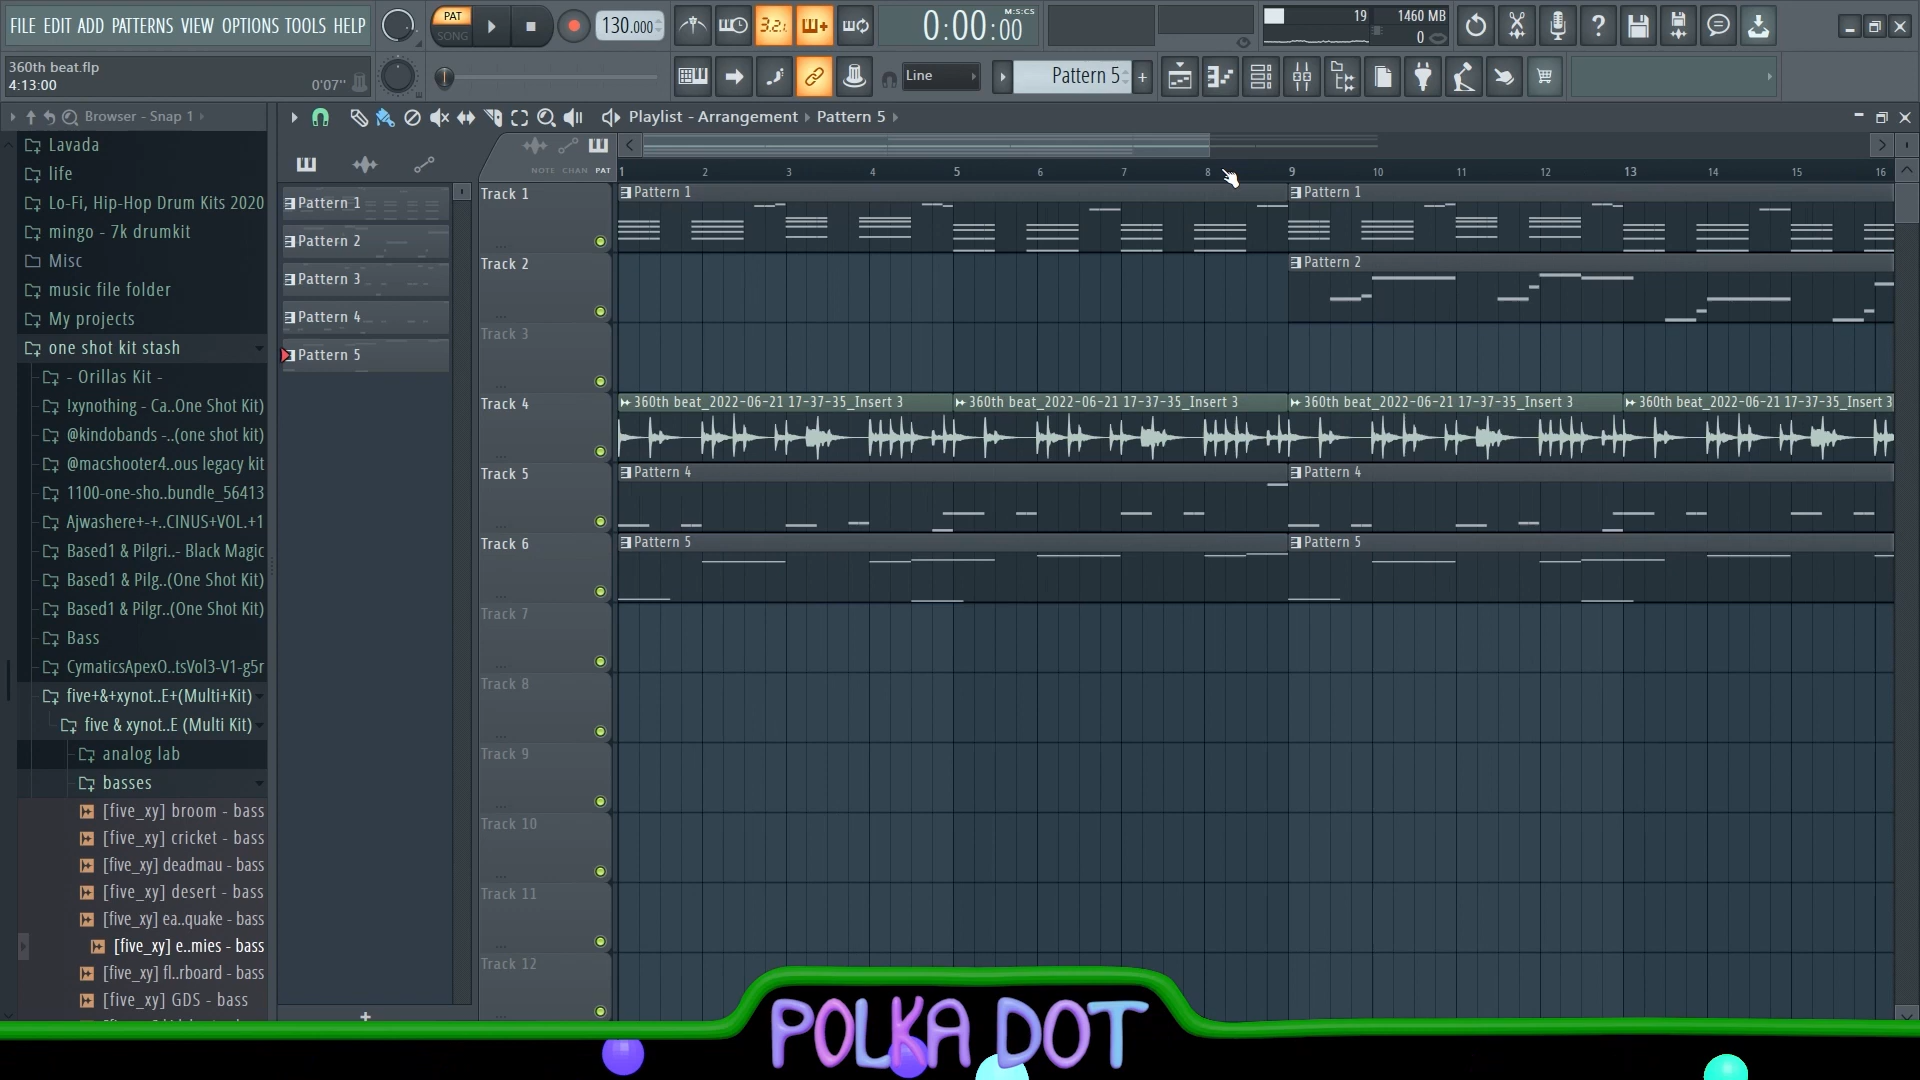 FILE EDIT ADD PATTERNS VIEW OPTIONS TOOLS HELP
PAT
SONG
130.000
3.2.
0:00:00
M:S:CS
19
1460 MB
0
360th beat.flp
4:13:00
0'07"
Line
Pattern 5
Browser - Snap 1
Playlist - Arrangement › Pattern 5
Lavada
life
Lo-Fi, Hip-Hop Drum Kits 2020
mingo - 7k drumkit
Misc
music file folder
My projects
one shot kit stash
- Orillas Kit -
!xynothing - Ca..One Shot Kit)
@kindobands -..(one shot kit)
@macshooter4..ous legacy kit
1100-one-sho..bundle_56413
Ajwashere+-+..CINUS+VOL.+1
Based1 & Pilgri..- Black Magic
Based1 & Pilg..(One Shot Kit)
Based1 & Pilgr..(One Shot Kit)
Bass
CymaticsApexO..tsVol3-V1-g5r
five+&+xynot..E+(Multi+Kit)
five & xynot..E (Multi Kit)
analog lab
basses
[five_xy] broom - bass
[five_xy] cricket - bass
[five_xy] deadmau - bass
[five_xy] desert - bass
[five_xy] ea..quake - bass
[five_xy] e..mies - bass
[five_xy] fl..rboard - bass
[five_xy] GDS - bass
Pattern 1
Pattern 2
Pattern 3
Pattern 4
Pattern 5
NOTE CHAN PAT
1 2 3 4 5 6 7 8 9 10 11 12 13 14 15 16
Track 1
Pattern 1
Pattern 1
Track 2
Pattern 2
Track 3
Track 4
360th beat_2022-06-21 17-37-35_Insert 3
360th beat_2022-06-21 17-37-35_Insert 3
360th beat_2022-06-21 17-37-35_Insert 3
360th beat_2022-06-21 17-37-35_Insert 3
Track 5
Pattern 4
Pattern 4
Track 6
Pattern 5
Pattern 5
Track 7
Track 8
Track 9
Track 10
Track 11
Track 12
POLKA DOT